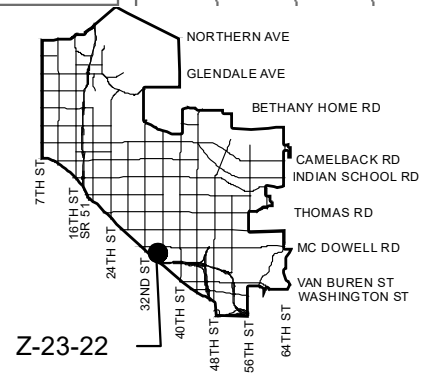 NORTHERN AVE
GLENDALE AVE
BETHANY HOME RD
CAMELBACK RD
INDIAN SCHOOL RD
THOMAS RD
MC DOWELL RD
VAN BUREN ST
WASHINGTON ST
7TH ST
16TH ST
SR 51
24TH ST
32ND ST
40TH ST
48TH ST
56TH ST
64TH ST
Z-23-22